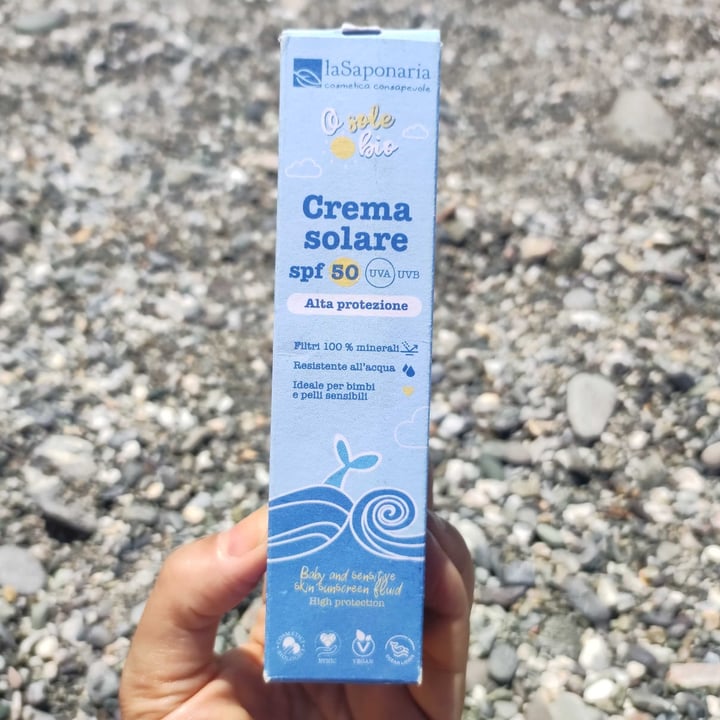 laSaponaria
cosmetica consapevole
O sole
bio
Crema
solare
spf 50 UVA UVB
Alta protezione
Filtri 100 % minerali
Resistente all'acqua
Ideale per bimbi
e pelli sensibili
Baby and sensitive
skin sunscreen fluid
High protection
VEGAN